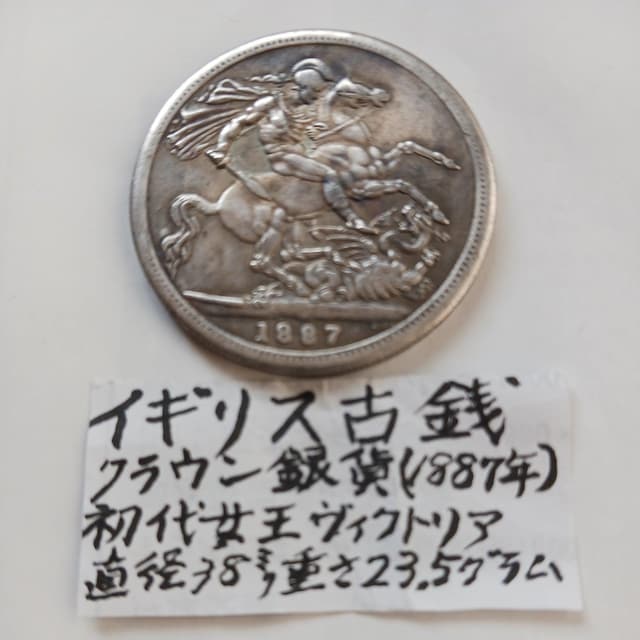 1887
イギリス古銭
クラウン銀貨(1887年)
初代女王ヴィクトリア
直径38ミリ重さ23.5グラム